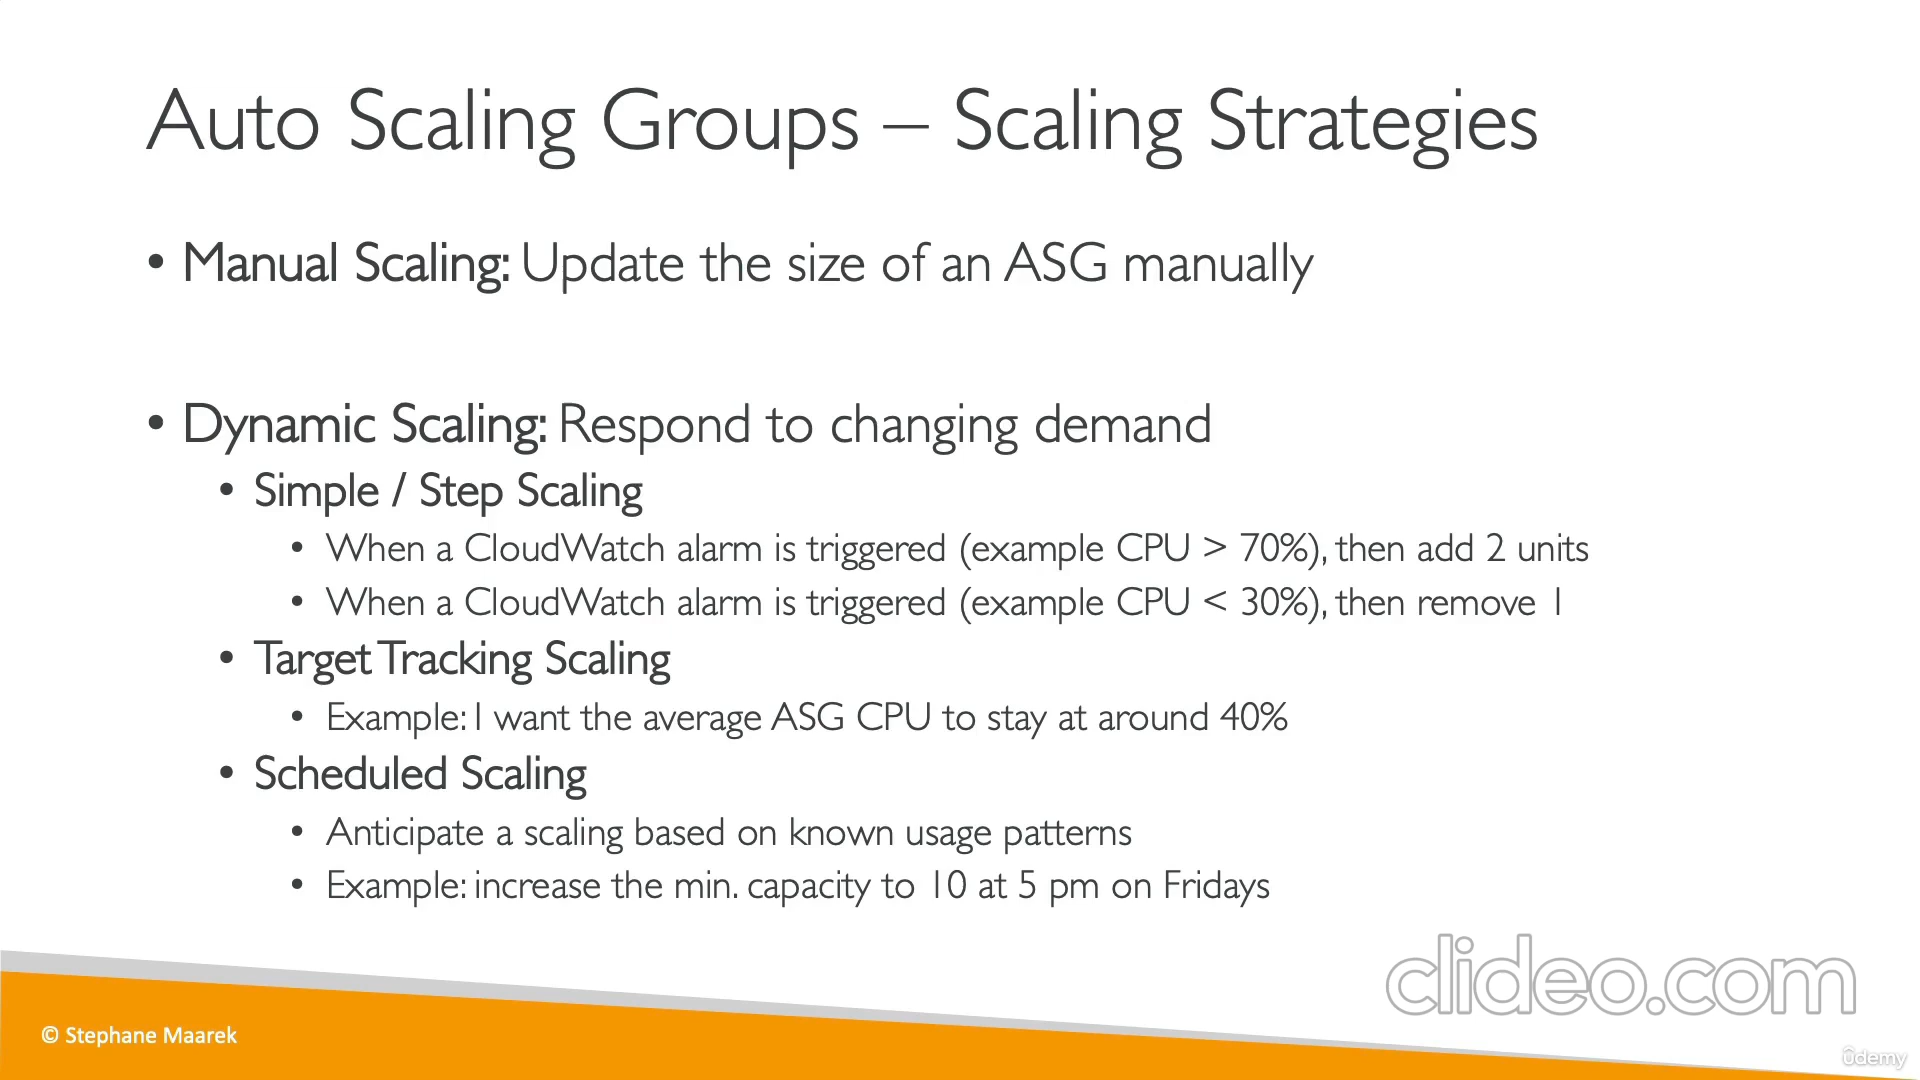 Auto Scaling Groups – Scaling Strategies
• Manual Scaling: Update the size of an ASG manually
• Dynamic Scaling: Respond to changing demand
• Simple / Step Scaling
• When a CloudWatch alarm is triggered (example CPU > 70%), then add 2 units
• When a CloudWatch alarm is triggered (example CPU < 30%), then remove 1
• Target Tracking Scaling
• Example: I want the average ASG CPU to stay at around 40%
• Scheduled Scaling
• Anticipate a scaling based on known usage patterns
• Example: increase the min. capacity to 10 at 5 pm on Fridays
clideo.com
© Stephane Maarek
ûdemy